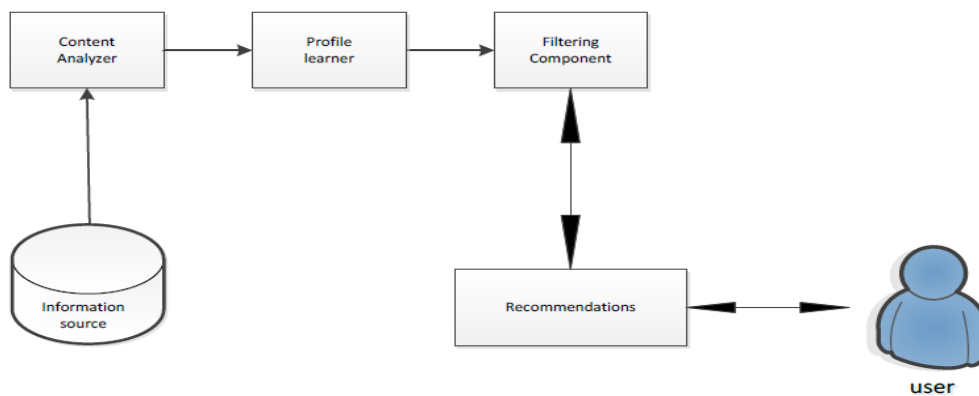 Content
Analyzer
Profile
learner
Filtering
Component
Information
source
Recommendations
user